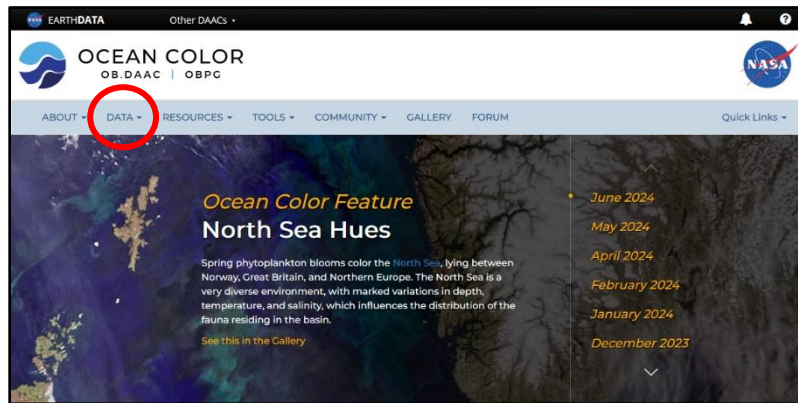 EARTHDATA Other DAACs
OCEAN COLOR
OB.DAAC | OBPG
NASA
ABOUT DATA RESOURCES TOOLS COMMUNITY GALLERY FORUM Quick Links
Ocean Color Feature
North Sea Hues
Spring phytoplankton blooms color the North Sea, lying between
Norway, Great Britain, and Northern Europe. The North Sea is a
very diverse environment, with marked variations in depth,
temperature, and salinity, which influences the distribution of the
fauna residing in the basin.
See this in the Gallery
June 2024
May 2024
April 2024
February 2024
January 2024
December 2023